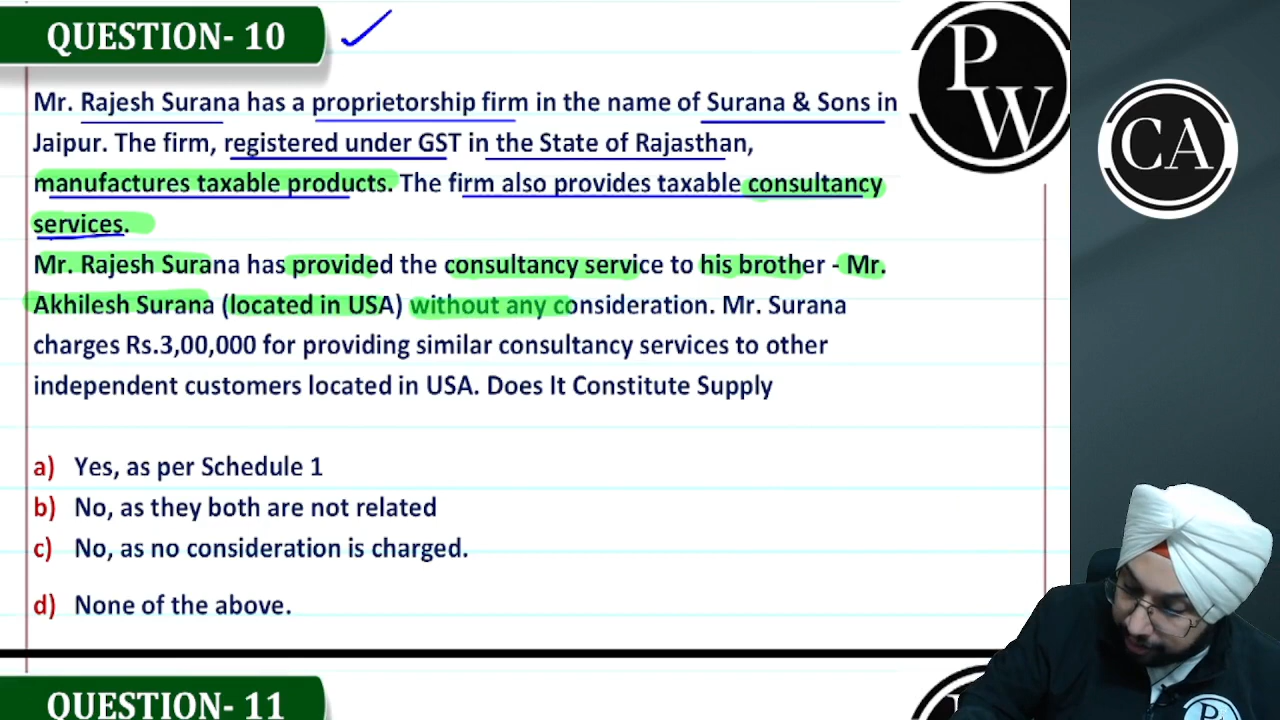 QUESTION- 10
Mr. Rajesh Surana has a proprietorship firm in the name of Surana & Sons in
Jaipur. The firm, registered under GST in the State of Rajasthan,
manufactures taxable products. The firm also provides taxable consultancy
services.
Mr. Rajesh Surana has provided the consultancy service to his brother - Mr.
Akhilesh Surana (located in USA) without any consideration. Mr. Surana
charges Rs.3,00,000 for providing similar consultancy services to other
independent customers located in USA. Does It Constitute Supply
a) Yes, as per Schedule 1
b) No, as they both are not related
c) No, as no consideration is charged.
d) None of the above.
QUESTION- 11
P
W
CA
P